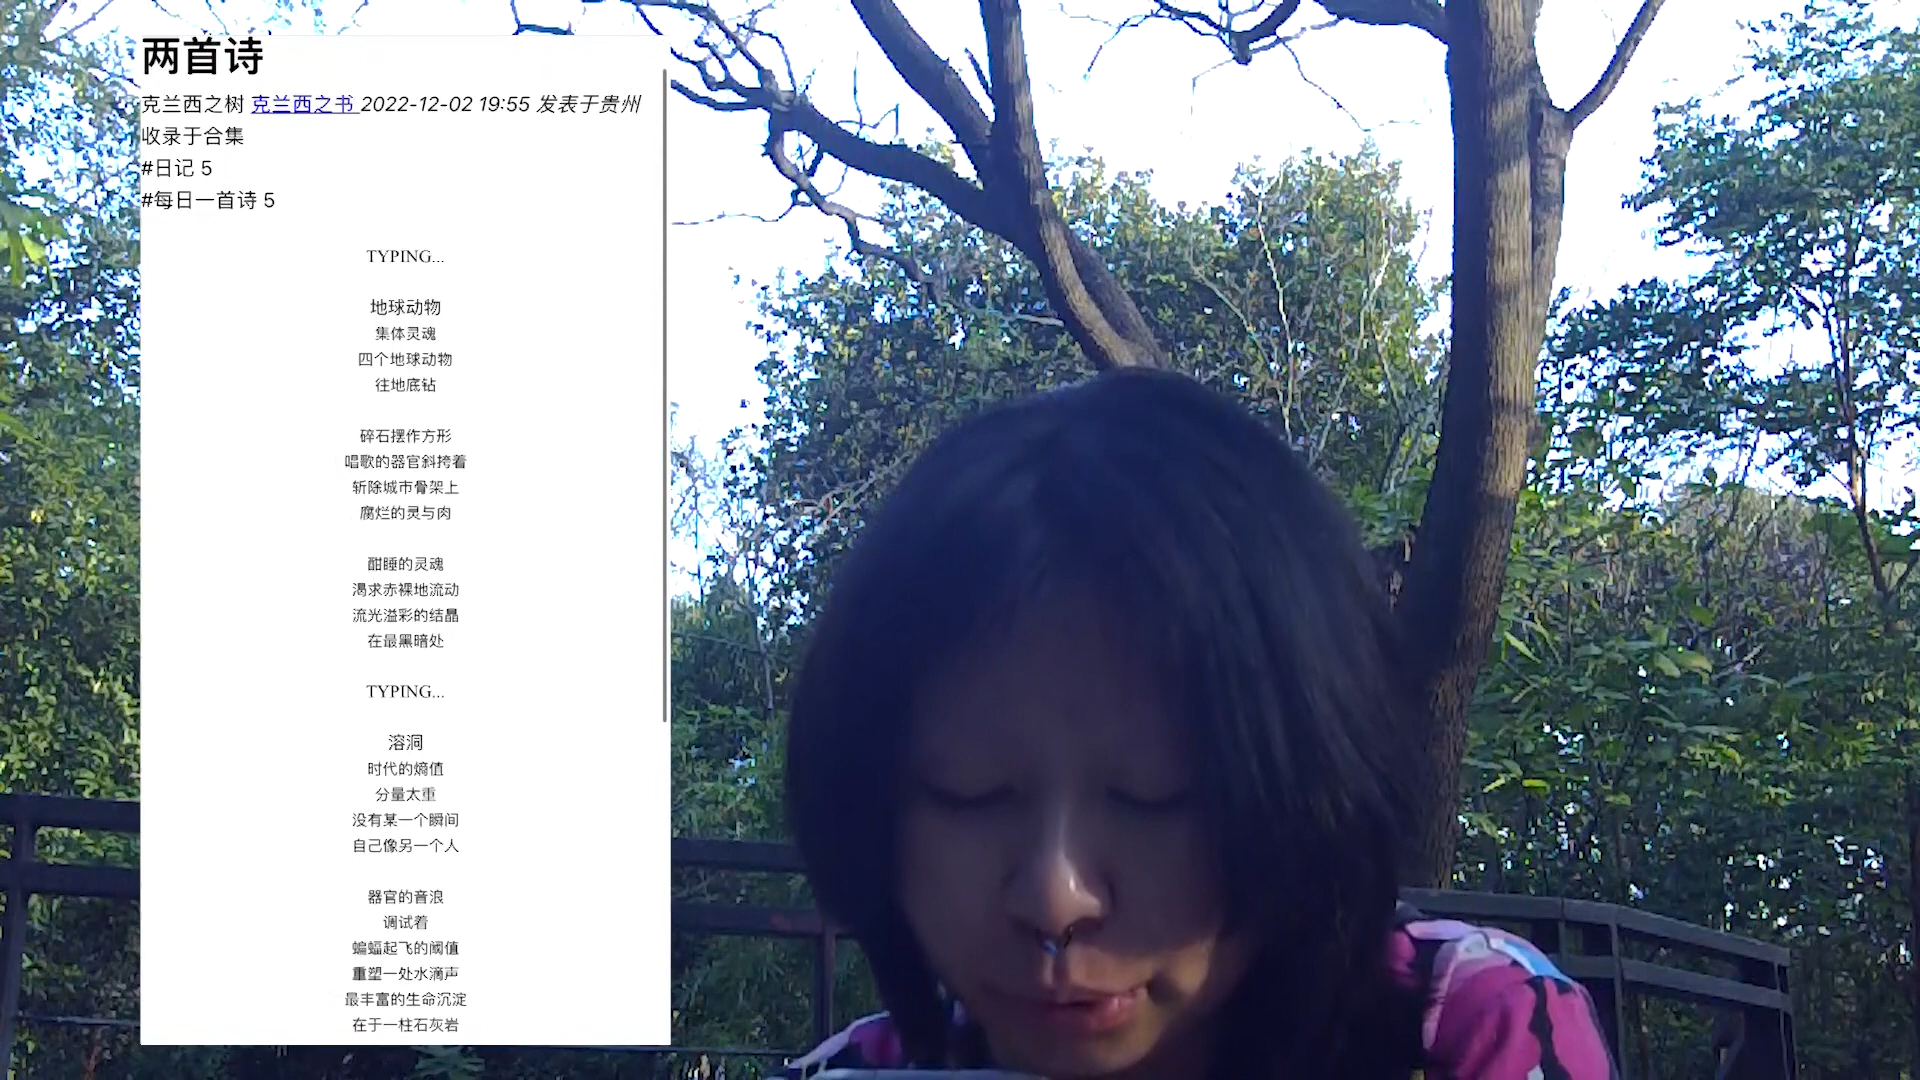 两首诗
克兰西之树 克兰西之书 2022-12-02 19:55 发表于贵州
收录于合集
#日记 5
#每日一首诗 5
TYPING...
地球动物
集体灵魂
四个地球动物
往地底钻
碎石摆作方形
唱歌的器官斜挎着
斩除城市骨架上
腐烂的灵与肉
酣睡的灵魂
渴求赤裸地流动
流光溢彩的结晶
在最黑暗处
TYPING...
溶洞
时代的熵值
分量太重
没有某一个瞬间
自己像另一个人
器官的音浪
调试着
蝙蝠起飞的阈值
重塑一处水滴声
最丰富的生命沉淀
在于一柱石灰岩